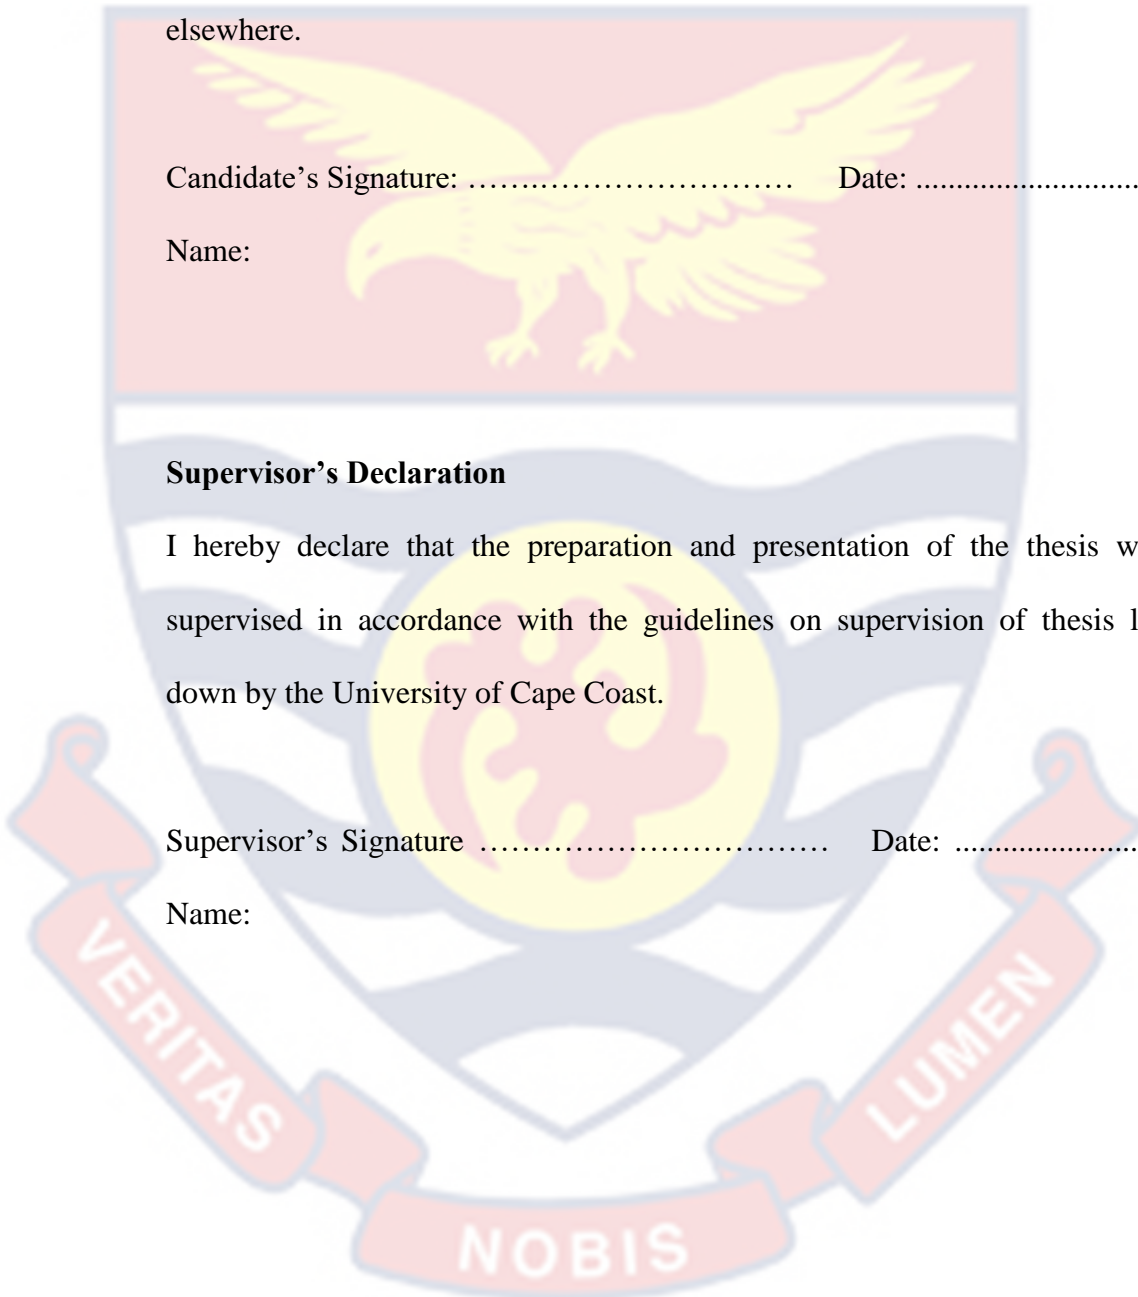 elsewhere.
Candidate’s Signature: …….…………………… Date: ............................
Name:
Supervisor’s Declaration
I hereby declare that the preparation and presentation of the thesis w
supervised in accordance with the guidelines on supervision of thesis l
down by the University of Cape Coast.
Supervisor’s Signature …………………………… Date: .......................
Name:
VERITAS
NOBIS
LUMEN